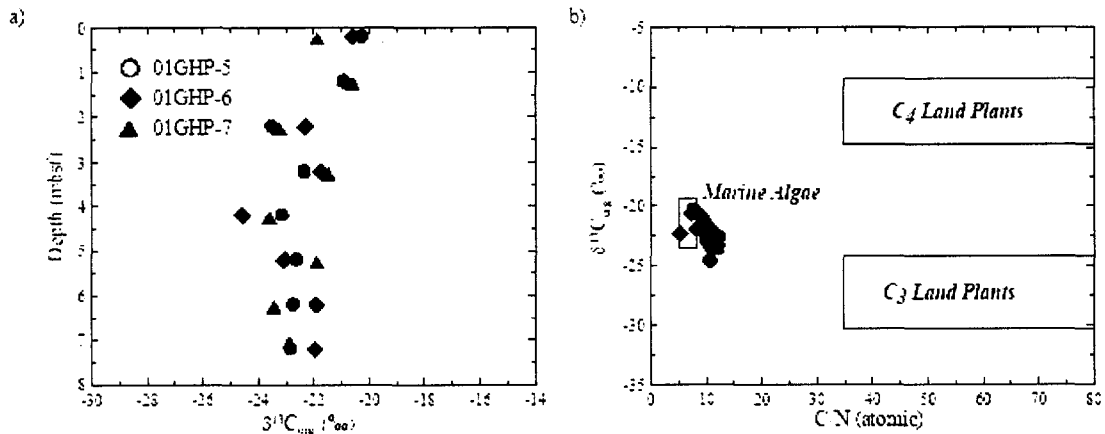 a)
0
1
2
3
4
5
6
8
Depth (mbsf)
01GHP-5
01GHP-6
01GHP-7
-30 -28 -26 -24 -22 -20 -18 -16 -14
b)
-5
-10
-15
-20
-25
-30
-35
C4 Land Plants
Marine Algae
C3 Land Plants
0 10 20 30 40 50 60 70 80
C N (atomic)